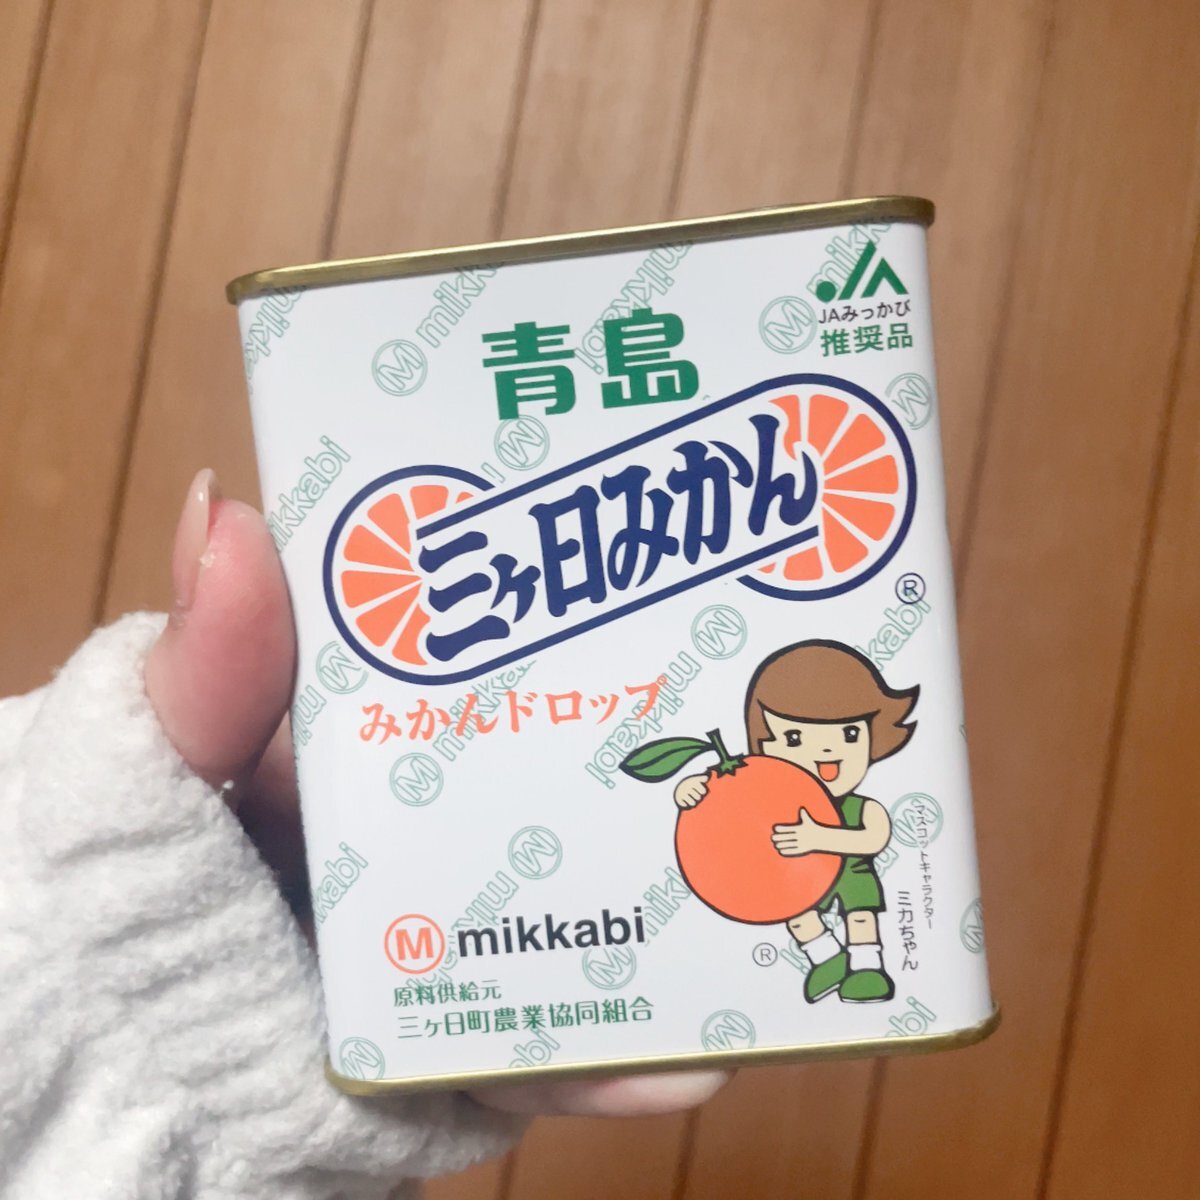 青島
JAみっかび
推奨品
三ヶ日みかん
®
みかんドロップ
マスコットキャラクター
ミカちゃん
®
M mikkabi
原料供給元
三ヶ日町農業協同組合
M mikkabi